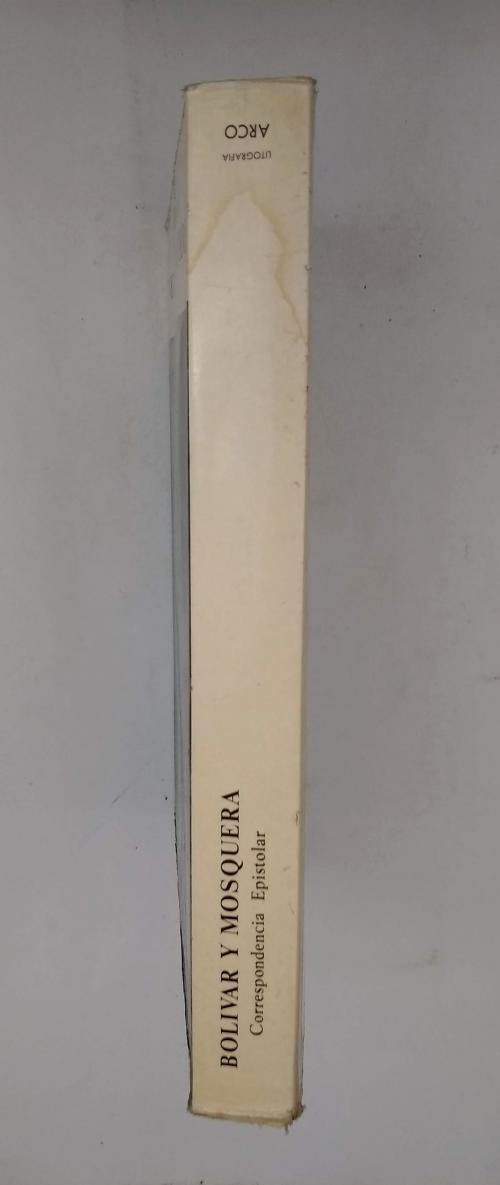 BOLIVAR Y MOSQUERA
Correspondencia Epistolar
LITOGRAFIA
ARCO